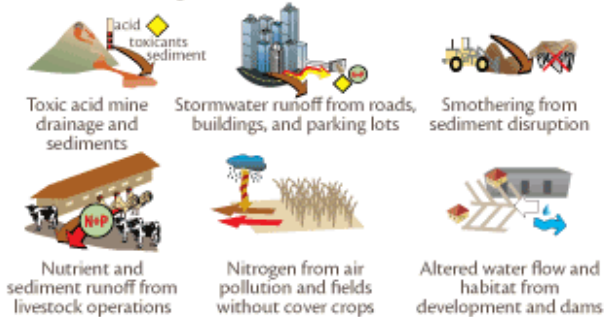 acid
toxicants
sediment
Toxic acid mine
drainage and
sediments
Stormwater runoff from roads,
buildings, and parking lots
Smothering from
sediment disruption
N+P
Nutrient and
sediment runoff from
livestock operations
Nitrogen from air
pollution and fields
without cover crops
Altered water flow and
habitat from
development and dams